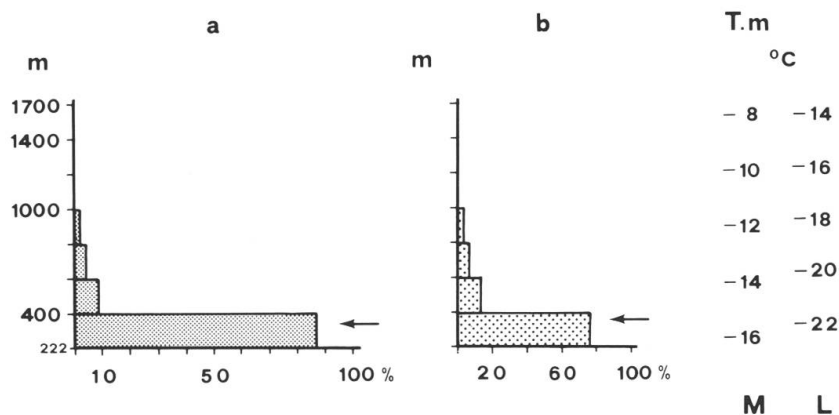 a b T.m
m m °C
1700 - 8 - 14
1400
- 10 - 16
1000 - 12 - 18
- 14 - 20
400
- 16 - 22
222
10 50 100 % 20 60 100 %
M L